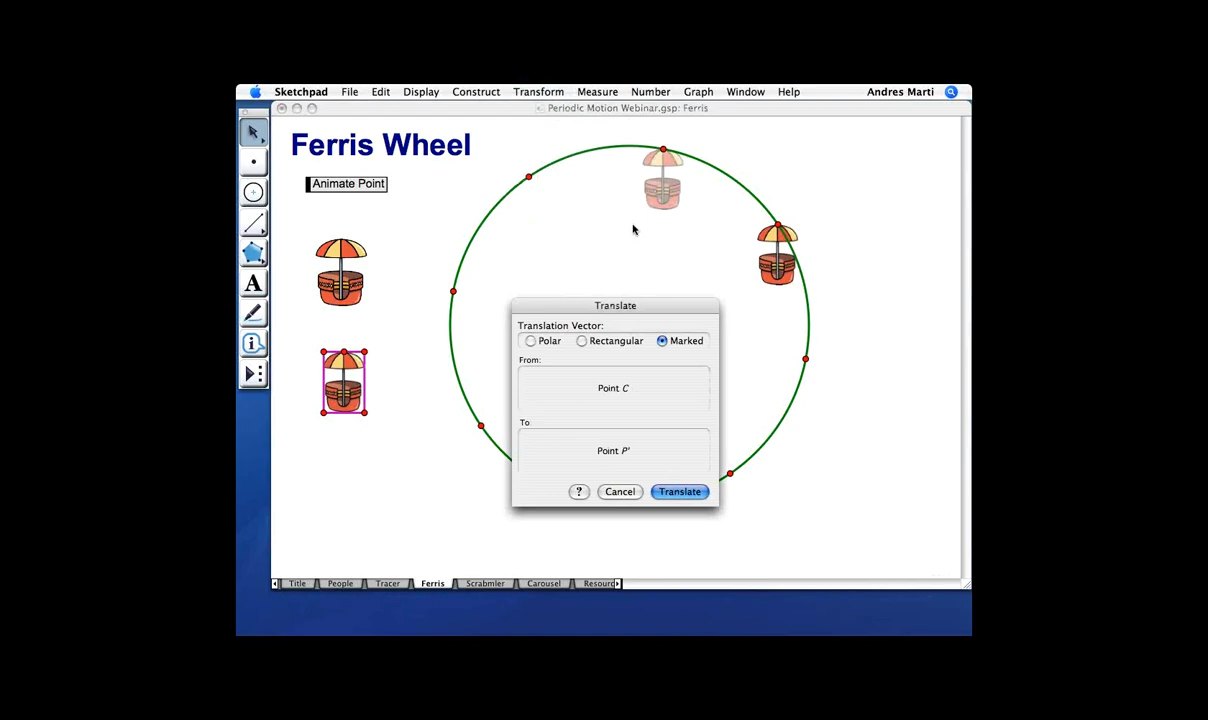 Sketchpad File Edit Display Construct Transform Measure Number Graph Window Help Andres Marti
Periodic Motion Webinar.gsp: Ferris
Ferris Wheel
Animate Point
A
Translate
Translation Vector:
Polar Rectangular Marked
From:
Point C
To
Point P'
? Cancel Translate
Title People Tracer Ferris Scrabmler Carousel Resourc